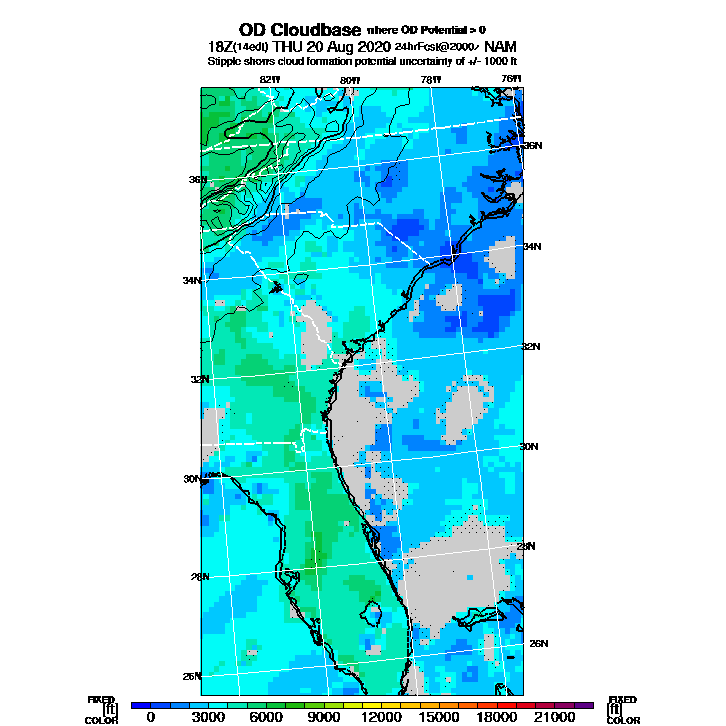 OD Cloudbase where OD Potential > 0
18Z(14edt) THU 20 Aug 2020 24hrFcst@2000z NAM
Stipple shows cloud formation potential uncertainty of +/- 1000 ft
82W 80W 78W 76W
36N 36N
34N 34N
32N 32N
30N 30N
28N 28N
26N 26N
FIXED FIXED
[ft] [ft]
COLOR COLOR
0 3000 6000 9000 12000 15000 18000 21000